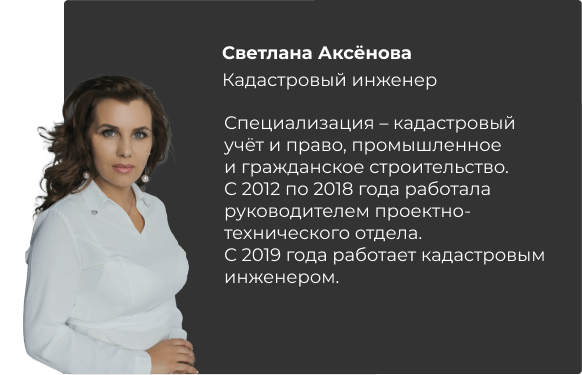 Светлана Аксёнова
Кадастровый инженер
Специализация – кадастровый
учёт и право, промышленное
и гражданское строительство.
С 2012 по 2018 года работала
руководителем проектно-
технического отдела.
С 2019 года работает кадастровым
инженером.